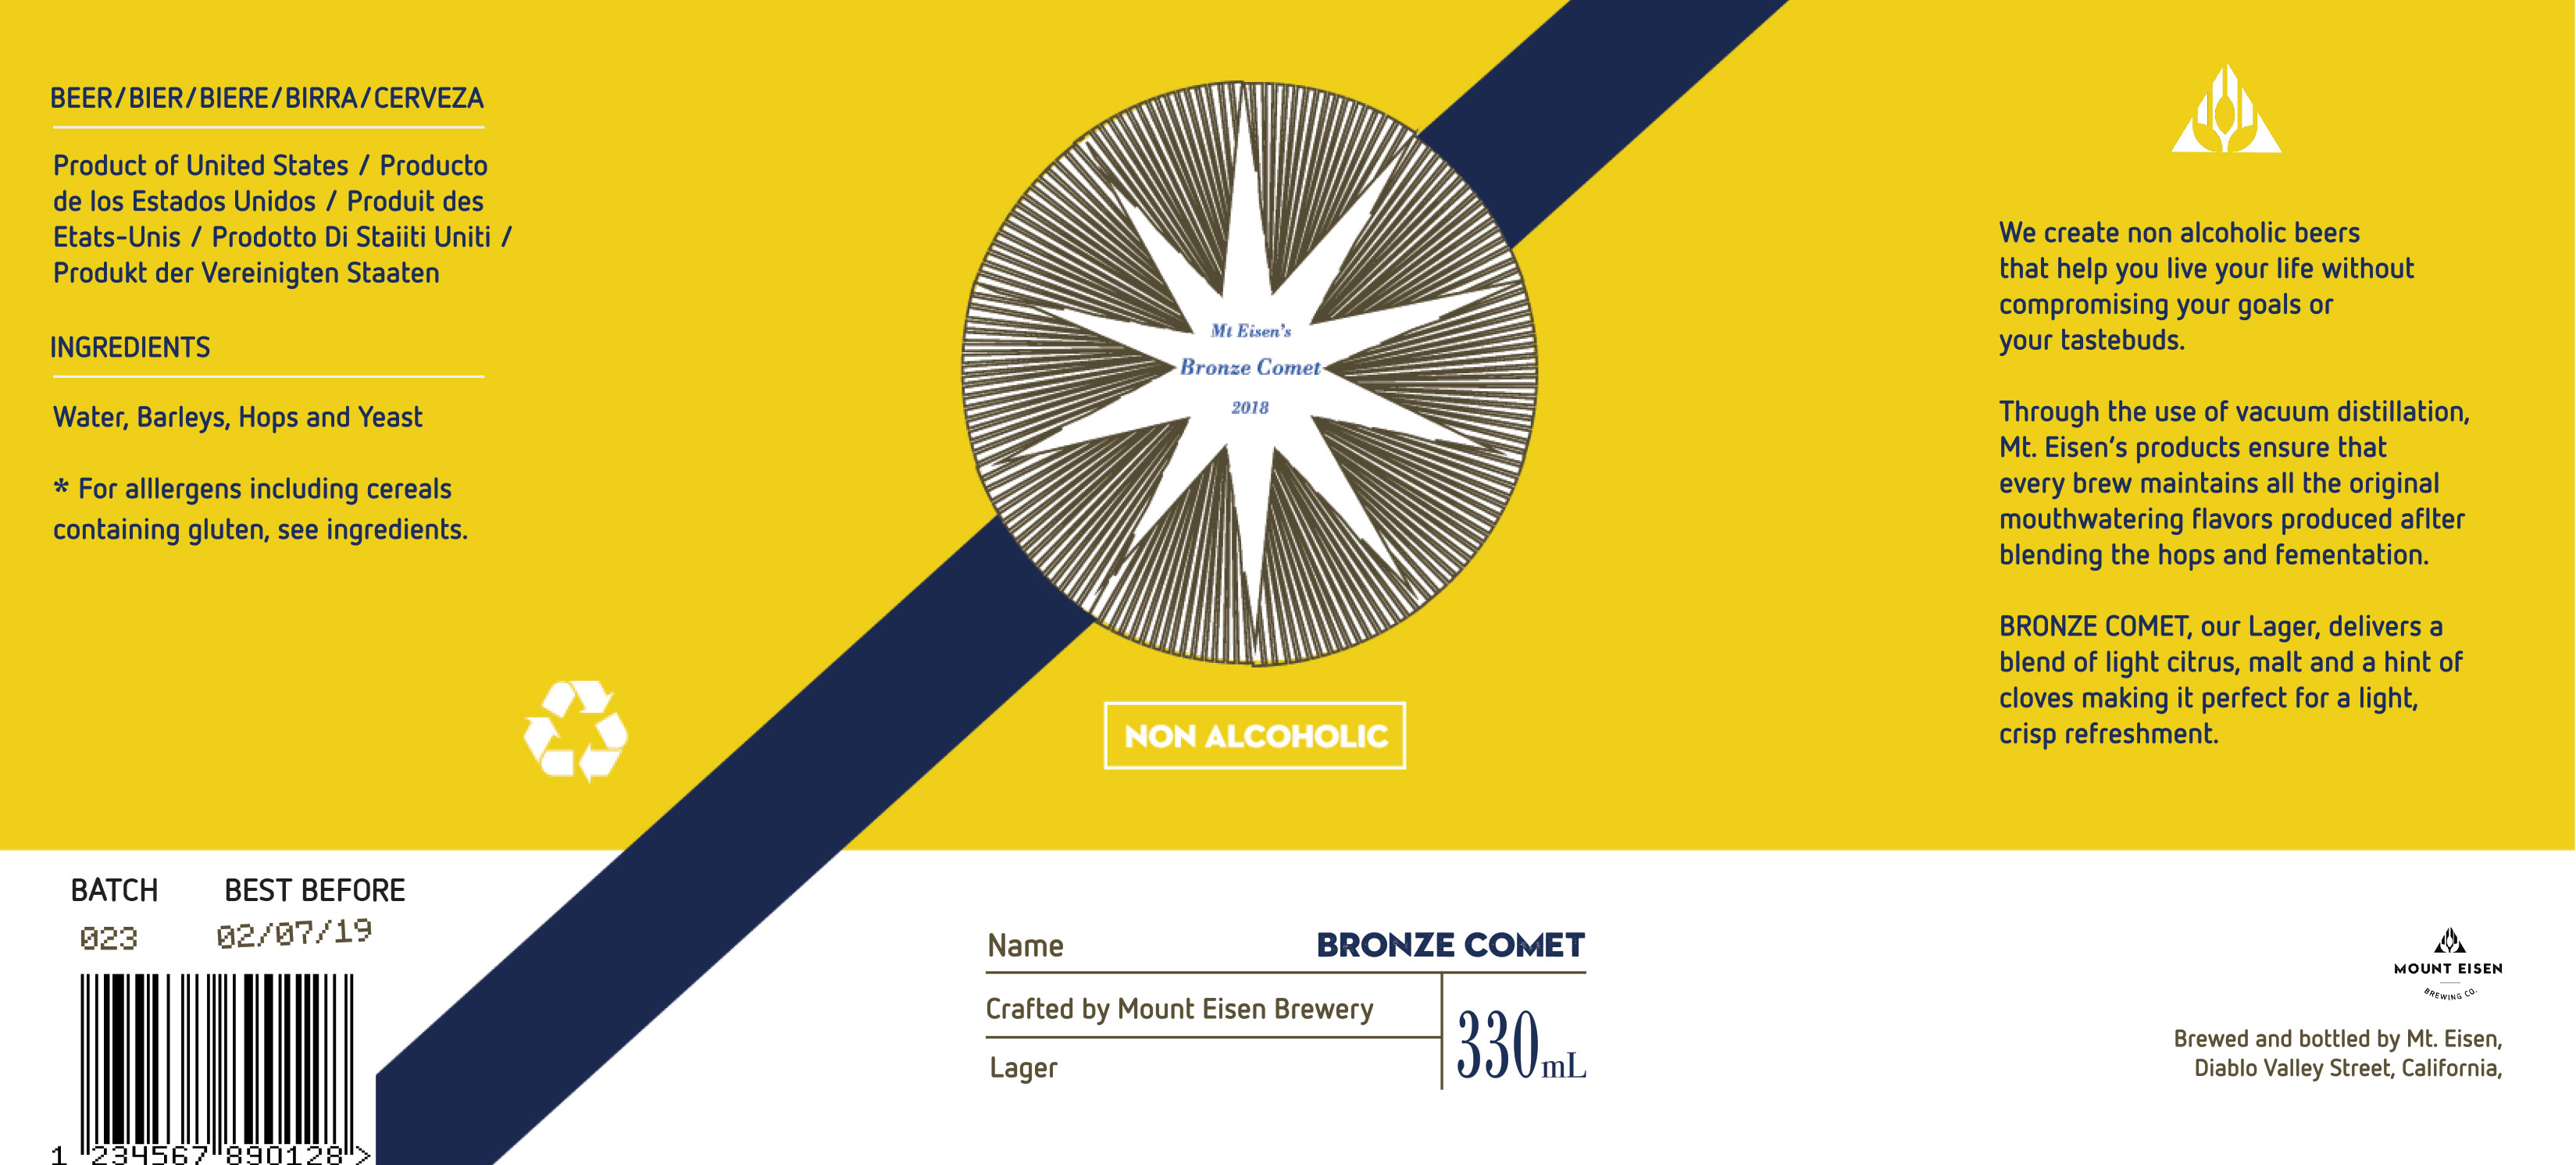 BEER/BIER/BIERE/BIRRA/CERVEZA
Product of United States / Producto
de los Estados Unidos / Produit des
Etats-Unis / Prodotto Di Staiiti Uniti /
Produkt der Vereinigten Staaten
INGREDIENTS
Water, Barleys, Hops and Yeast
* For alllergens including cereals
containing gluten, see ingredients.
BATCH BEST BEFORE
023 02/07/19
1 234567 890128 >
Mt Eisen's
Bronze Comet
2018
NON ALCOHOLIC
Name BRONZE COMET
Crafted by Mount Eisen Brewery
Lager
330mL
We create non alcoholic beers
that help you live your life without
compromising your goals or
your tastebuds.
Through the use of vacuum distillation,
Mt. Eisen's products ensure that
every brew maintains all the original
mouthwatering flavors produced aflter
blending the hops and fementation.
BRONZE COMET, our Lager, delivers a
blend of light citrus, malt and a hint of
cloves making it perfect for a light,
crisp refreshment.
MOUNT EISEN
BREWING CO.
Brewed and bottled by Mt. Eisen,
Diablo Valley Street, California,